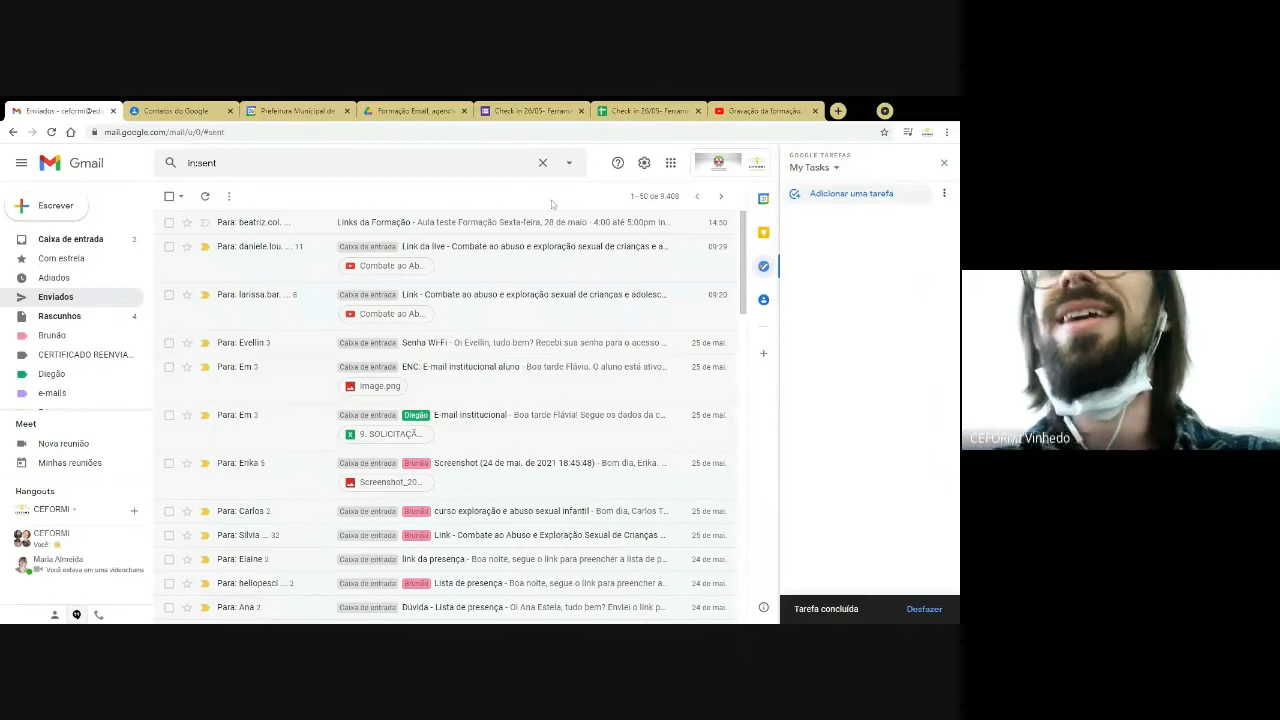 Enviados - ceformi@edu
Contatos do Google
Prefeitura Municipal de
Formação Email, agend
Check in 26/05- Ferram
Check in 26/05- Ferram
Gravação da formação.
mail.google.com/mail/u/0/#sent
Gmail
in:sent
GOOGLE TAREFAS
My Tasks
Escrever
1–50 de 9.408
Adicionar uma tarefa
Para: beatriz.col. ... Links da Formação - Aula teste Formação Sexta-feira, 28 de maio · 4:00 até 5:00pm In... 14:50
Caixa de entrada 2
Para: daniele.lou. ... 11 Caixa de entrada Link da live - Combate ao abuso e exploração sexual de crianças e a... 09:29
Com estrela
Combate ao Ab...
Adiados
Enviados
Para: larissa.bar. ... 8 Caixa de entrada Link - Combate ao abuso e exploração sexual de crianças e adolesc... 09:20
Rascunhos 4
Combate ao Ab...
Brunão
Para: Evellin 3 Caixa de entrada Senha Wi-Fi - Oi Evellin, tudo bem? Recebi sua senha para o acesso ... 25 de mai.
CERTIFICADO REENVIA...
Para: Em 3 Caixa de entrada ENC: E-mail institucional aluno - Boa tarde Flávia. O aluno está ativo... 25 de mai.
Diegão
image.png
e-mails
Para: Em 3 Caixa de entrada Diegão E-mail institucional - Boa tarde Flávia! Segue os dados da c... 25 de mai.
Meet
9. SOLICITAÇÃ...
Nova reunião
Minhas reuniões
Para: Erika 5 Caixa de entrada Brunão Screenshot (24 de mai. de 2021 18:45:48) - Bom dia, Erika. ... 25 de mai.
Screenshot_20...
Hangouts
CEFORMI
Para: Carlos 2 Caixa de entrada Brunão curso exploração e abuso sexual infantil - Bom dia, Carlos T... 25 de mai.
CEFORMI
Você:
Para: Silvia ... 32 Caixa de entrada Brunão Link - Combate ao Abuso e Exploração Sexual de Crianças ... 25 de mai.
Maria Almeida
Você estava em uma videocham
Para: Elaine 2 Caixa de entrada link da presença - Boa noite, segue o link para preencher a lista de p... 24 de mai.
Para: heliopesci ... 2 Caixa de entrada Brunão Lista de presença - Boa noite, segue o link para preencher a... 24 de mai.
Para: Ana 2 Caixa de entrada Dúvida - Lista de presença - Oi Ana Estela, tudo bem? Enviei o link p... 24 de mai.
Tarefa concluída Desfazer
CEFORMI Vinhedo